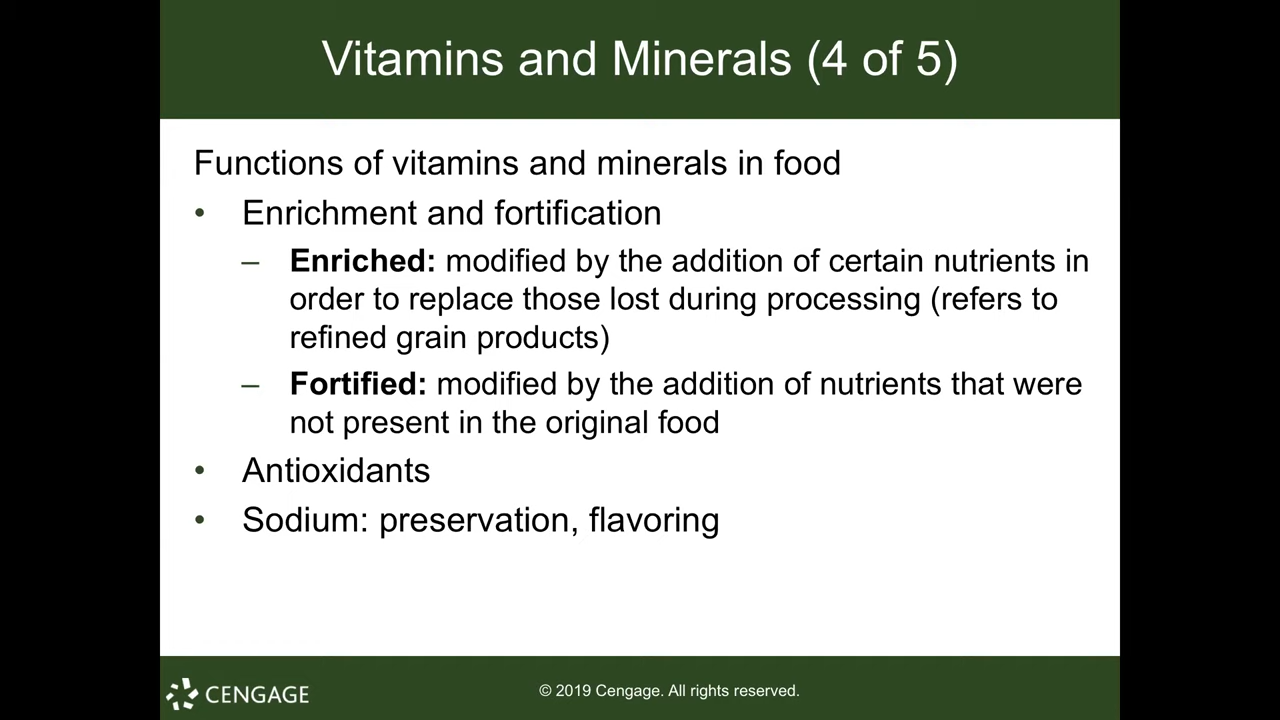 Vitamins and Minerals (4 of 5)
Functions of vitamins and minerals in food
• Enrichment and fortification
– Enriched: modified by the addition of certain nutrients in
order to replace those lost during processing (refers to
refined grain products)
– Fortified: modified by the addition of nutrients that were
not present in the original food
• Antioxidants
• Sodium: preservation, flavoring
CENGAGE
© 2019 Cengage. All rights reserved.